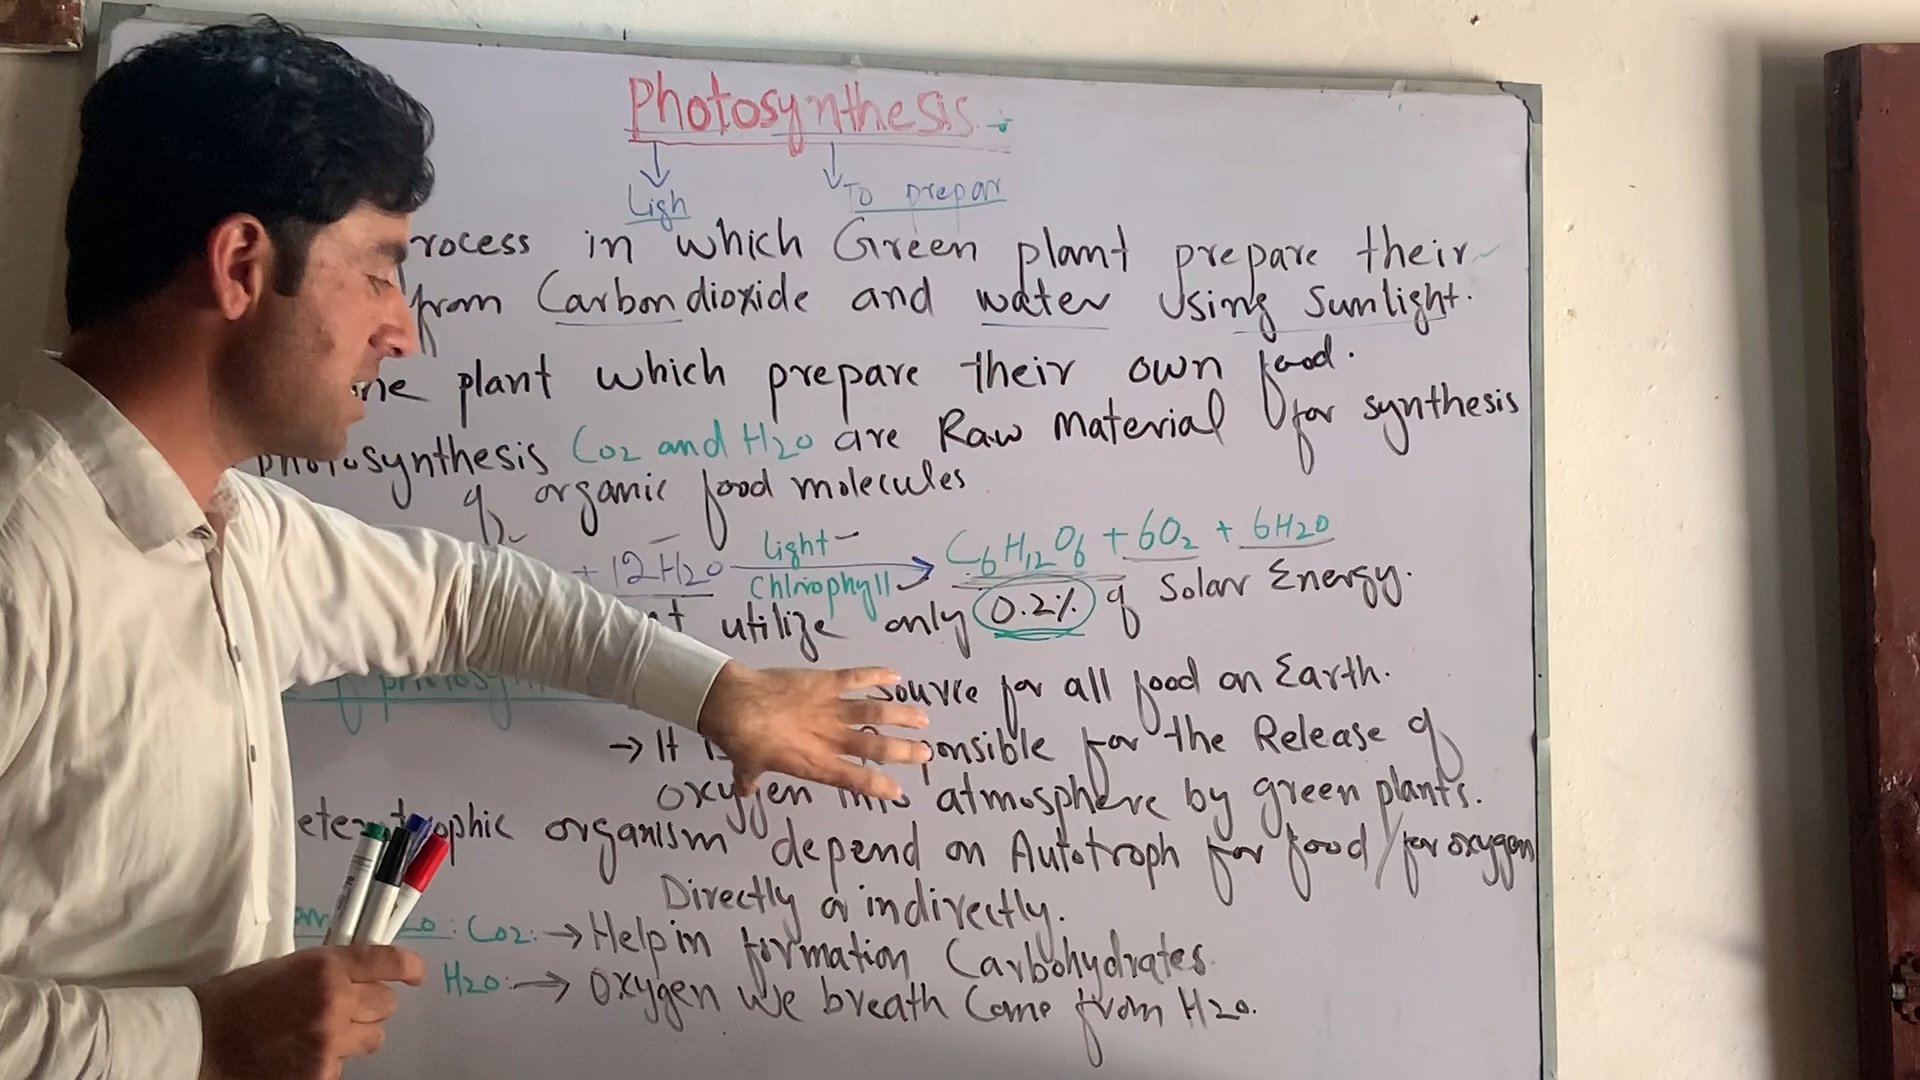 Photosynthesis :
Ligh To prepar
rocess in which Green plant prepare their
from Carbondioxide and water Using Sunlight.
plant which prepare their own food.
photosynthesis Co2 and H2o are Raw Material for synthesis
of organic food molecules
+ 12H2o Light Chlrophyll → C6H12O6 + 6O2 + 6H2O
utilize only 0.2% of Solar Energy.
source for all food on Earth.
→ It ponsible for the Release of
oxygen into atmosphere by green plants.
organism depend on Autotroph for food / for oxygen
Directly or indirectly.
Co2: → Help in formation Carbohydrates.
H2o: → Oxygen We breath Come from H2o.